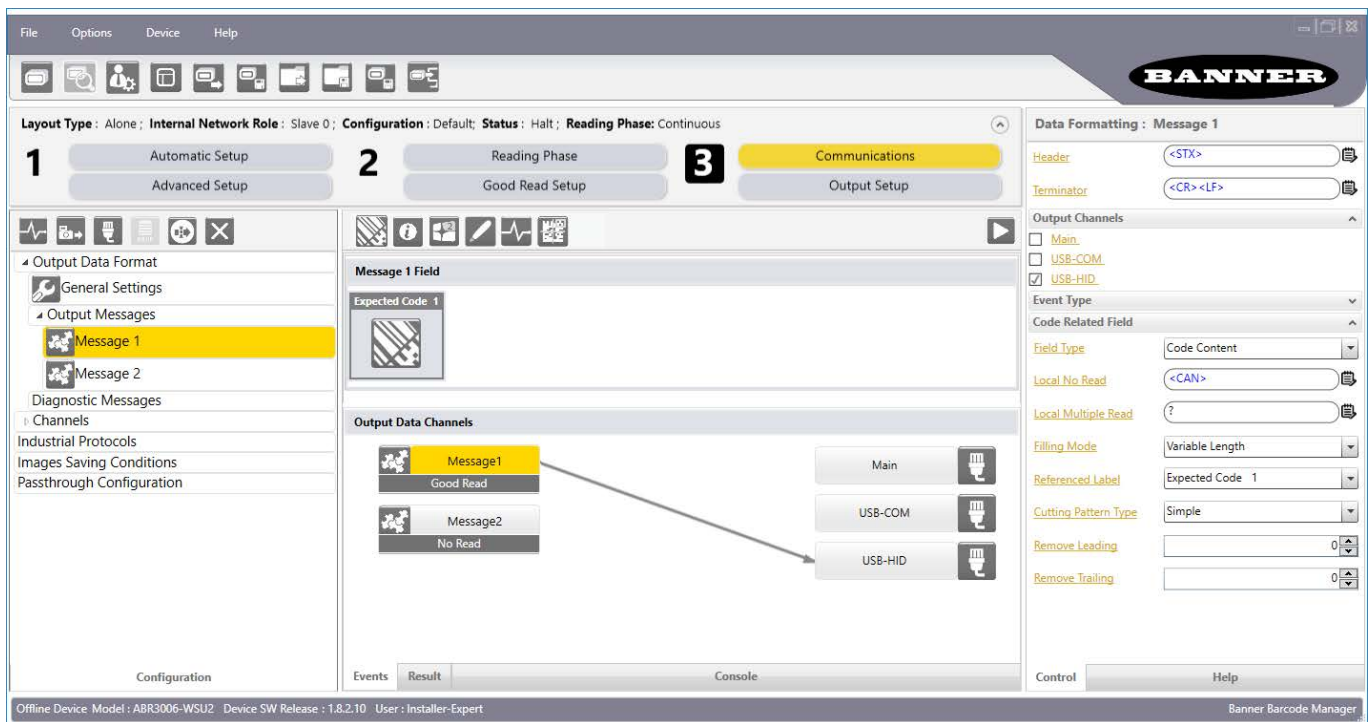 File Options Device Help
BANNER
Layout Type : Alone ; Internal Network Role : Slave 0 ; Configuration : Default; Status : Halt ; Reading Phase: Continuous
1
Automatic Setup
Advanced Setup
2
Reading Phase
Good Read Setup
3
Communications
Output Setup
Output Data Format
General Settings
Output Messages
Message 1
Message 2
Diagnostic Messages
Channels
Industrial Protocols
Images Saving Conditions
Passthrough Configuration
Configuration
Message 1 Field
Expected Code 1
Output Data Channels
Message1
Good Read
Message2
No Read
Main
USB-COM
USB-HID
Events Result Console
Data Formatting : Message 1
Header <STX>
Terminator <CR><LF>
Output Channels
Main
USB-COM
USB-HID
Event Type
Code Related Field
Field Type Code Content
Local No Read <CAN>
Local Multiple Read ?
Filling Mode Variable Length
Referenced Label Expected Code 1
Cutting Pattern Type Simple
Remove Leading 0
Remove Trailing 0
Control Help
Offline Device Model : ABR3006-WSU2 Device SW Release : 1.8.2.10 User : Installer-Expert Banner Barcode Manager